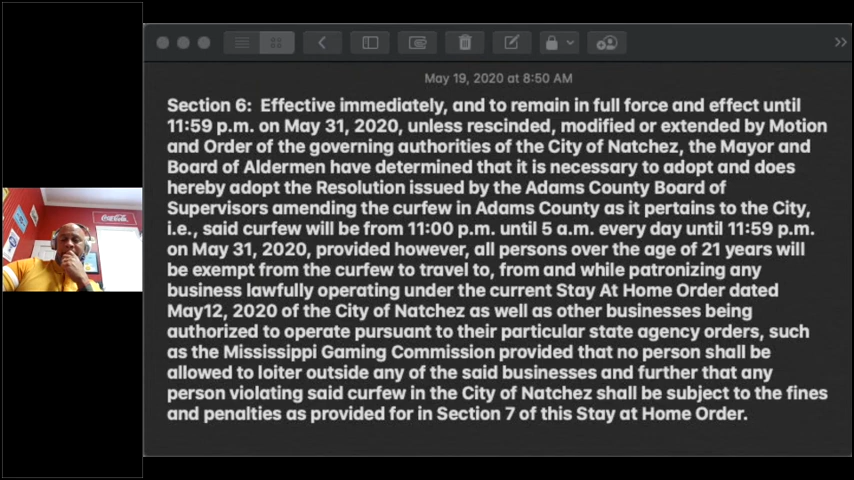 May 19, 2020 at 8:50 AM
Section 6:  Effective immediately, and to remain in full force and effect until
11:59 p.m. on May 31, 2020, unless rescinded, modified or extended by Motion
and Order of the governing authorities of the City of Natchez, the Mayor and
Board of Aldermen have determined that it is necessary to adopt and does
hereby adopt the Resolution issued by the Adams County Board of
Supervisors amending the curfew in Adams County as it pertains to the City,
i.e., said curfew will be from 11:00 p.m. until 5 a.m. every day until 11:59 p.m.
on May 31, 2020, provided however, all persons over the age of 21 years will
be exempt from the curfew to travel to, from and while patronizing any
business lawfully operating under the current Stay At Home Order dated
May12, 2020 of the City of Natchez as well as other businesses being
authorized to operate pursuant to their particular state agency orders, such
as the Mississippi Gaming Commission provided that no person shall be
allowed to loiter outside any of the said businesses and further that any
person violating said curfew in the City of Natchez shall be subject to the fines
and penalties as provided for in Section 7 of this Stay at Home Order.
Coca-Cola